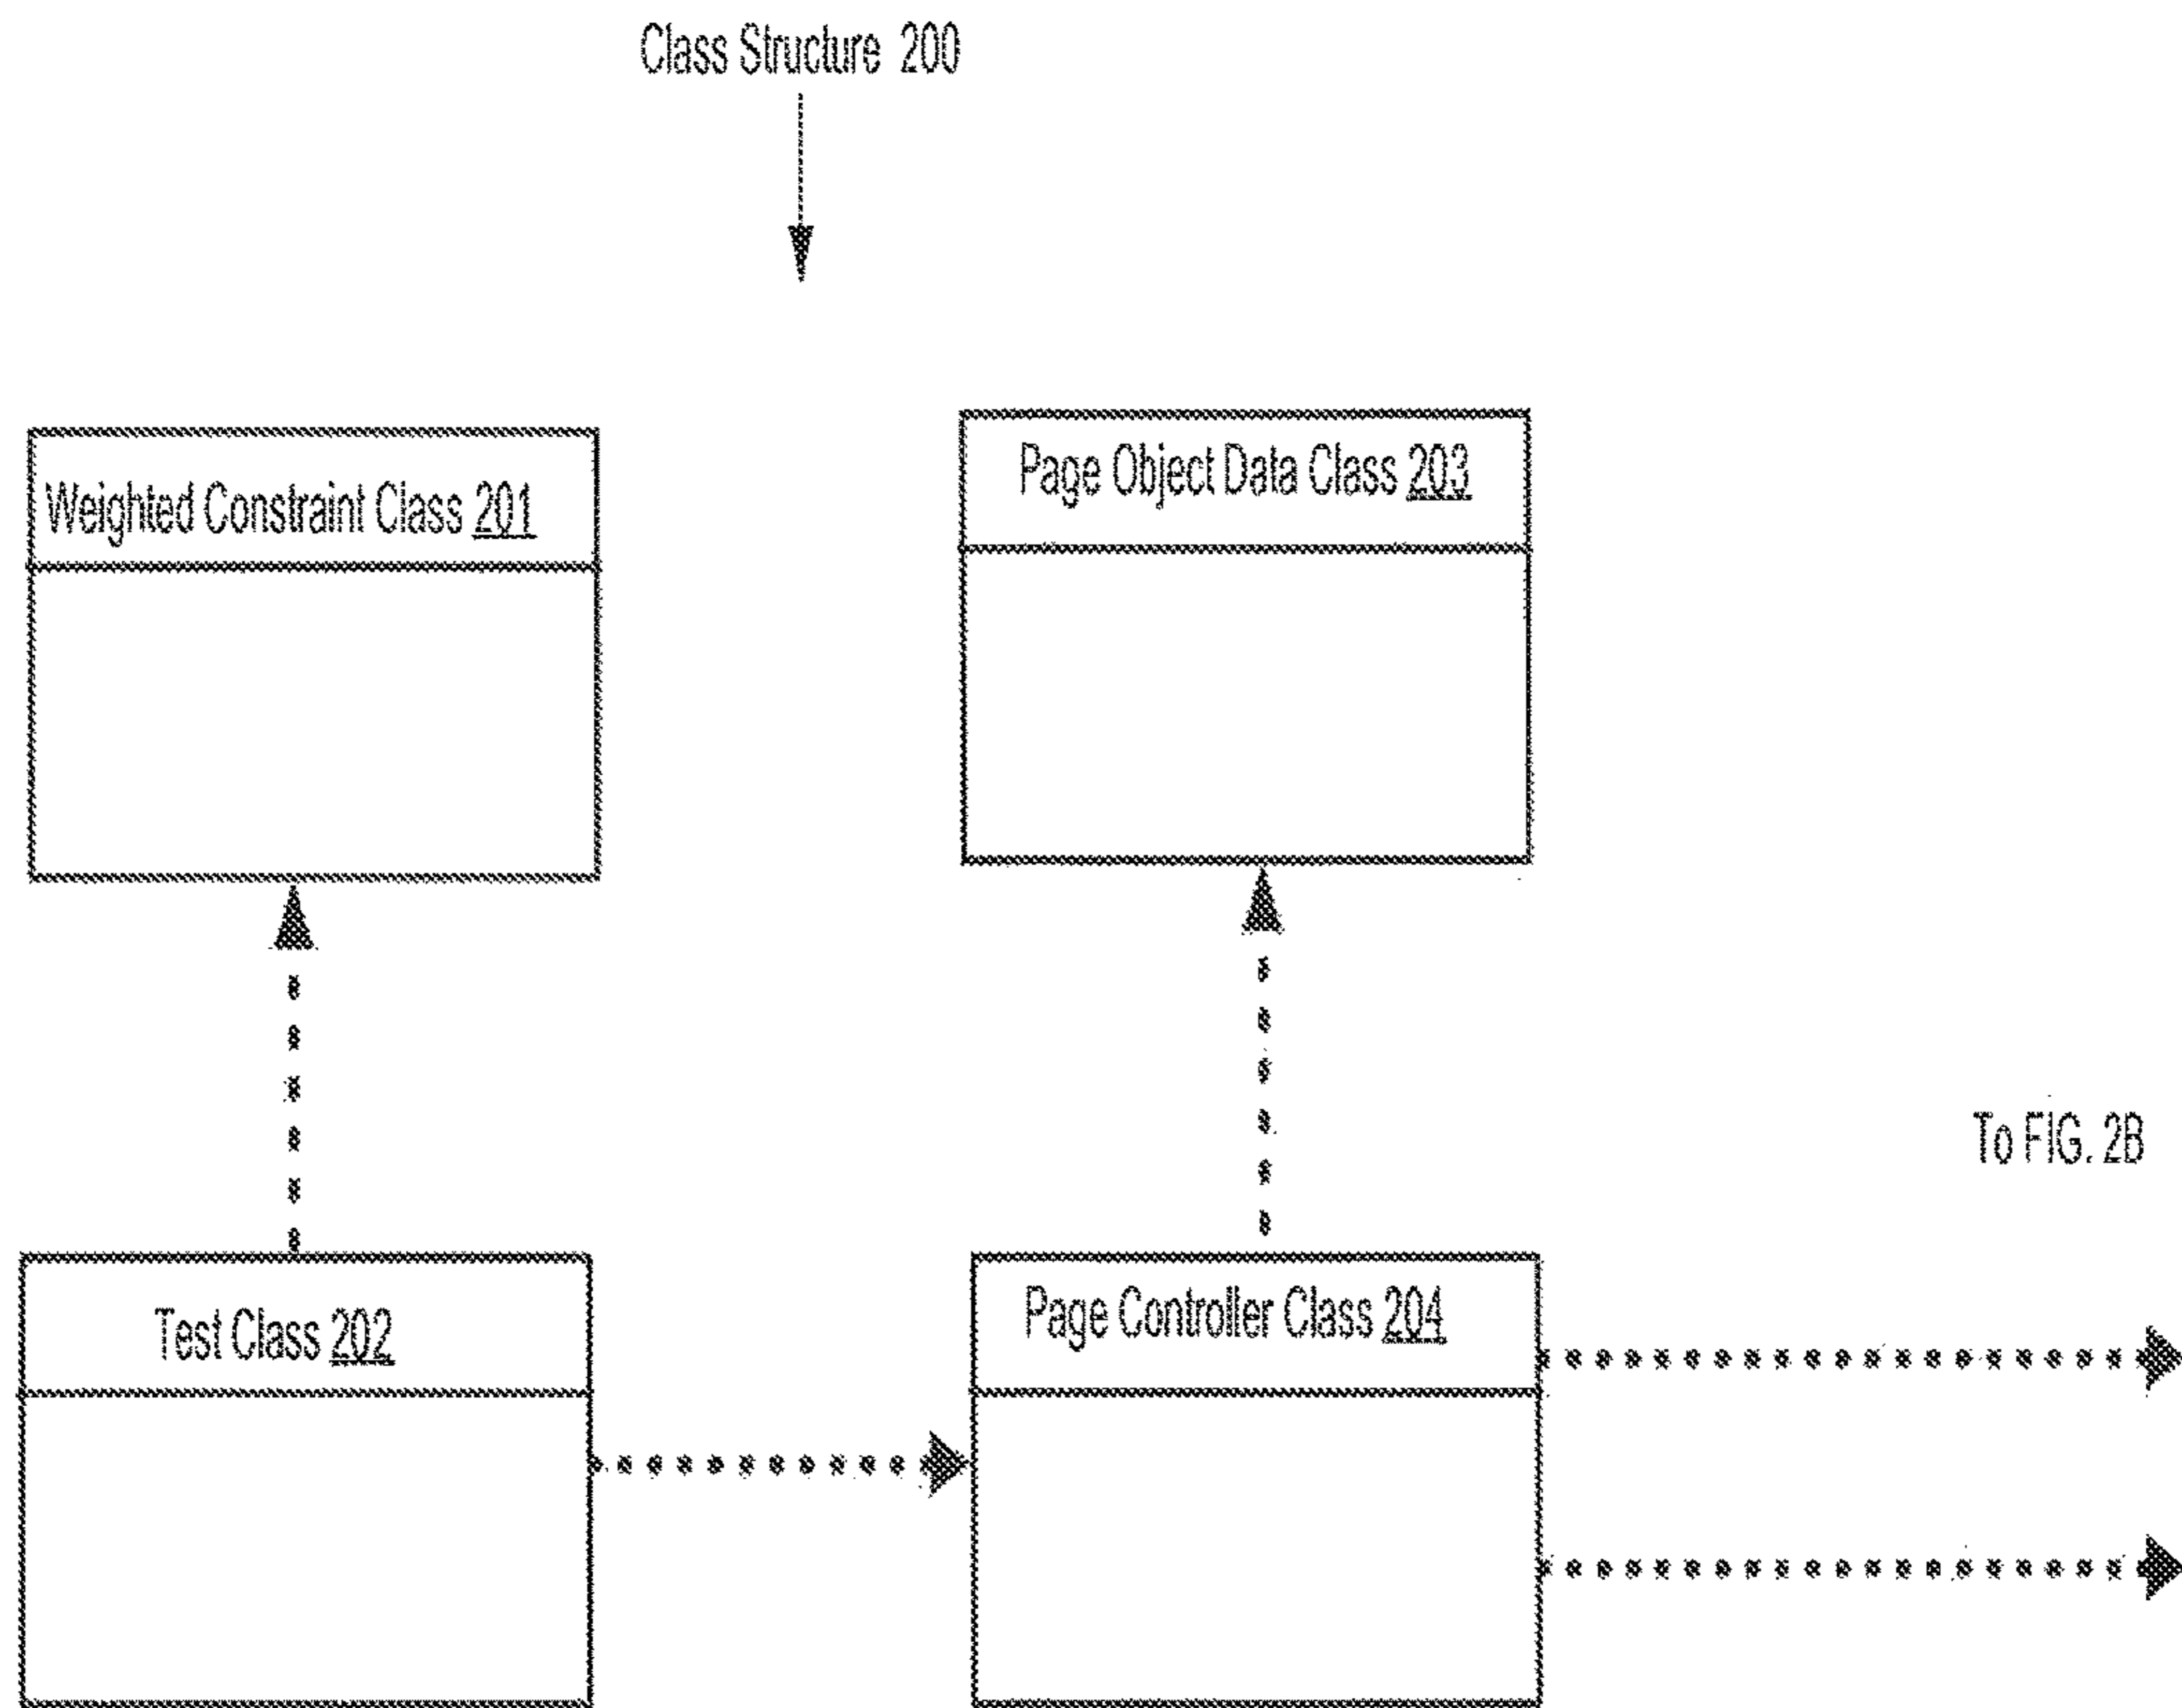 Class Structure 200
Weighted Constraint Class 201
Page Object Data Class 203
To FIG. 2B
Test Class 202
Page Controller Class 204